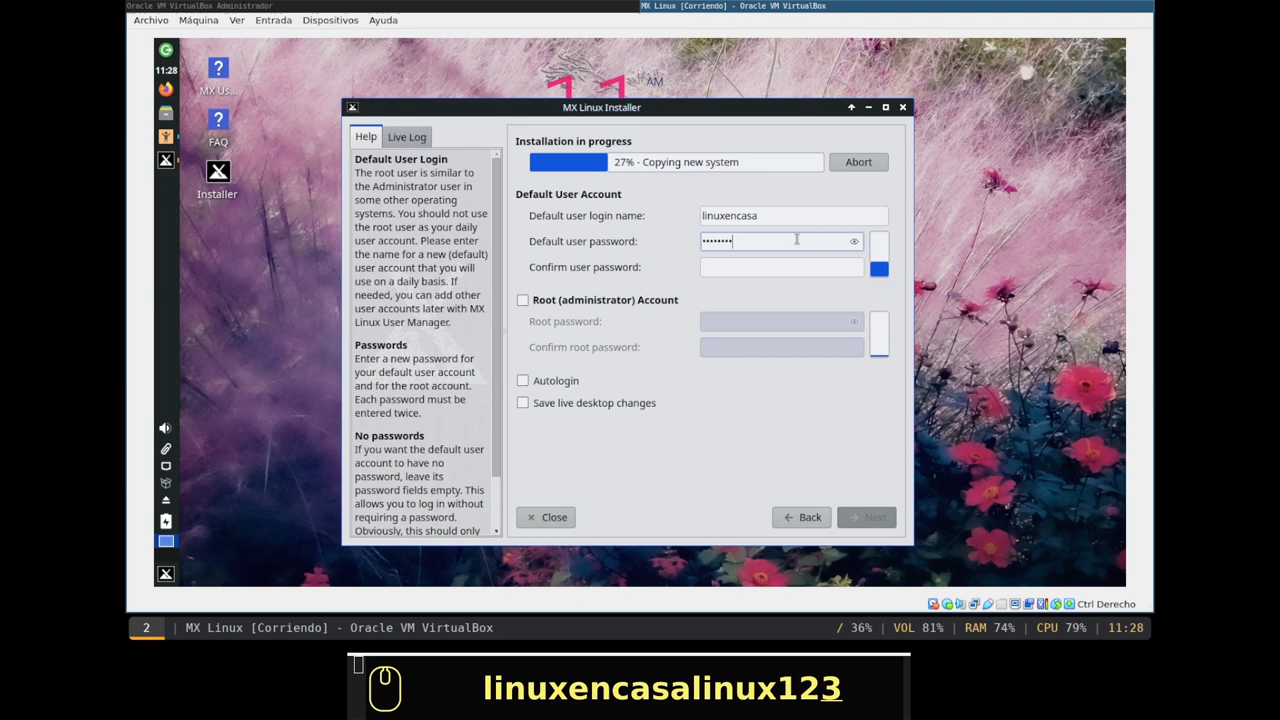 Oracle VM VirtualBox Administrador
MX Linux [Corriendo] - Oracle VM VirtualBox
Archivo Máquina Ver Entrada Dispositivos Ayuda
11:28
MX Us...
FAQ
Installer
AM
MX Linux Installer
Help
Live Log
Default User Login
The root user is similar to
the Administrator user in
some other operating
systems. You should not use
the root user as your daily
user account. Please enter
the name for a new (default)
user account that you will
use on a daily basis. If
needed, you can add other
user accounts later with MX
Linux User Manager.
Passwords
Enter a new password for
your default user account
and for the root account.
Each password must be
entered twice.
No passwords
If you want the default user
account to have no
password, leave its
password fields empty. This
allows you to log in without
requiring a password.
Obviously, this should only
Installation in progress
27% - Copying new system
Abort
Default User Account
Default user login name: linuxencasa
Default user password: ••••••••
Confirm user password:
Root (administrator) Account
Root password:
Confirm root password:
Autologin
Save live desktop changes
Close
Back
Next
Ctrl Derecho
2 | MX Linux [Corriendo] - Oracle VM VirtualBox
/ 36% | VOL 81% | RAM 74% | CPU 79% | 11:28
linuxencasalinux123